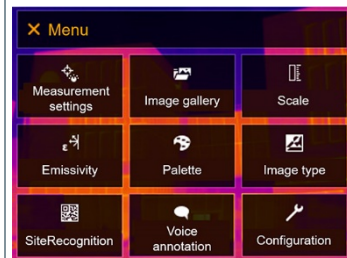 Menu
Measurement
settings
Image gallery
Scale
ε
Emissivity
Palette
Image type
SiteRecognition
Voice
annotation
Configuration